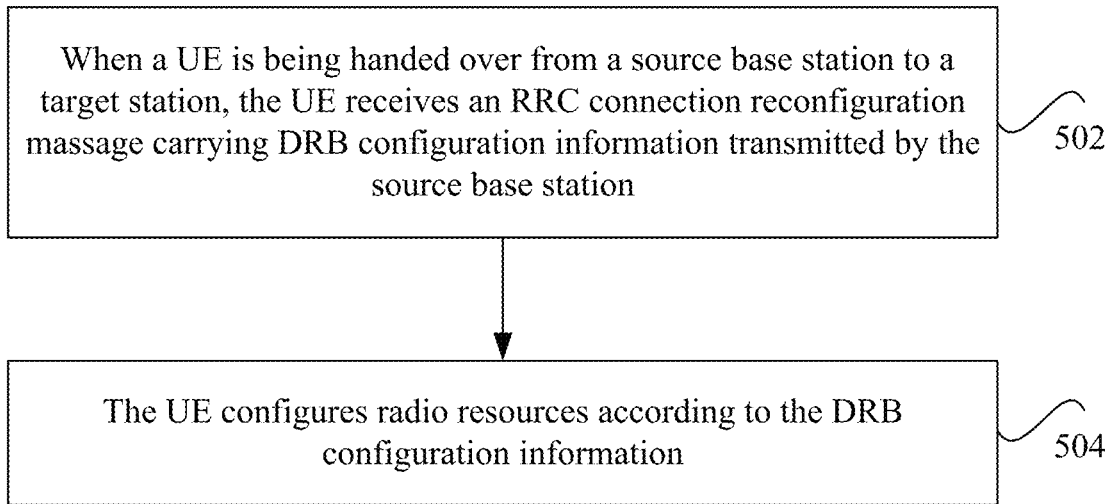 When a UE is being handed over from a source base station to a
target station, the UE receives an RRC connection reconfiguration
massage carrying DRB configuration information transmitted by the
source base station
502
The UE configures radio resources according to the DRB
configuration information
504